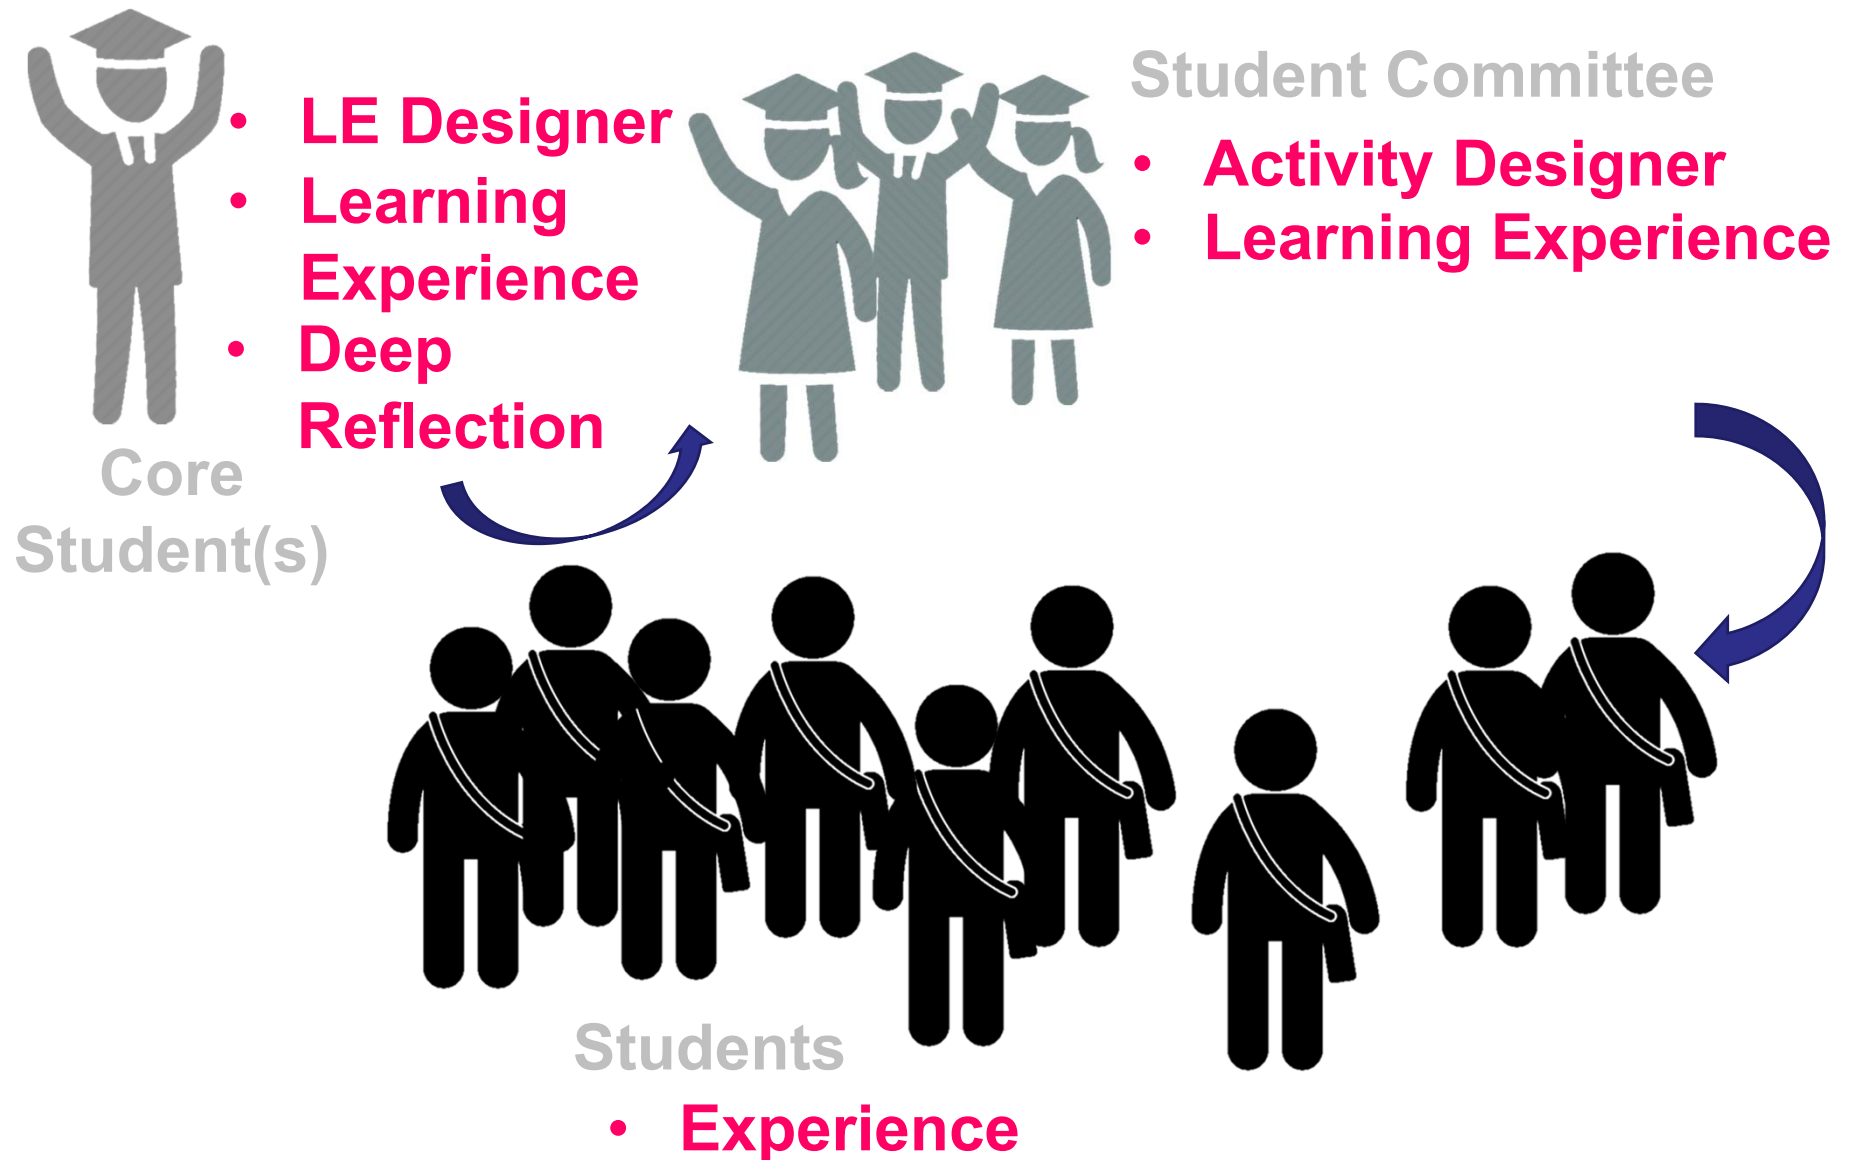 • LE Designer
• Learning
Experience
• Deep
Reflection
Core
Student(s)
Student Committee
• Activity Designer
• Learning Experience
Students
• Experience